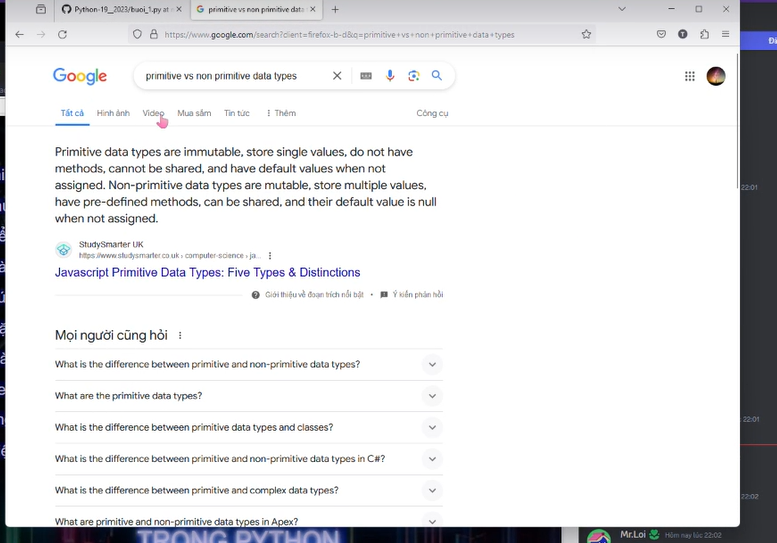 Python-19__2023/buoi_1.py at
primitive vs non primitive data
https://www.google.com/search?client=firefox-b-d&q=primitive+vs+non+primitive+data+types
Google
primitive vs non primitive data types
Tất cả
Hình ảnh
Video
Mua sắm
Tin tức
Thêm
Công cụ
Primitive data types are immutable, store single values, do not have
methods, cannot be shared, and have default values when not
assigned. Non-primitive data types are mutable, store multiple values,
have pre-defined methods, can be shared, and their default value is null
when not assigned.
StudySmarter UK
https://www.studysmarter.co.uk › computer-science › ja...
Javascript Primitive Data Types: Five Types & Distinctions
Giới thiệu về đoạn trích nổi bật • Ý kiến phản hồi
Mọi người cũng hỏi
What is the difference between primitive and non-primitive data types?
What are the primitive data types?
What is the difference between primitive data types and classes?
What is the difference between primitive and non-primitive data types in C#?
What is the difference between primitive and complex data types?
What are primitive and non-primitive data types in Apex?
22:01
22:01
22:02
TRONG PYTHON
Mr.Loi Hôm nay lúc 22:02